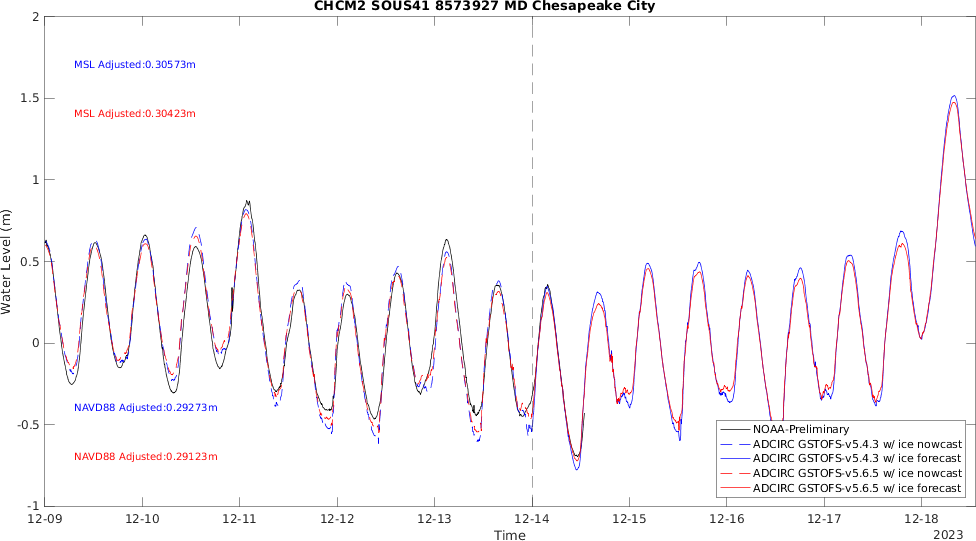 CHCM2 SOUS41 8573927 MD Chesapeake City
2
MSL Adjusted:0.30573m
1.5
MSL Adjusted:0.30423m
1
0.5
Water Level (m)
0
NAVD88 Adjusted:0.29273m
-0.5
NAVD88 Adjusted:0.29123m
-1
NOAA-Preliminary
ADCIRC GSTOFS-v5.4.3 w/ ice nowcast
ADCIRC GSTOFS-v5.4.3 w/ ice forecast
ADCIRC GSTOFS-v5.6.5 w/ ice nowcast
ADCIRC GSTOFS-v5.6.5 w/ ice forecast
12-09 12-10 12-11 12-12 12-13 12-14 12-15 12-16 12-17 12-18
Time
2023